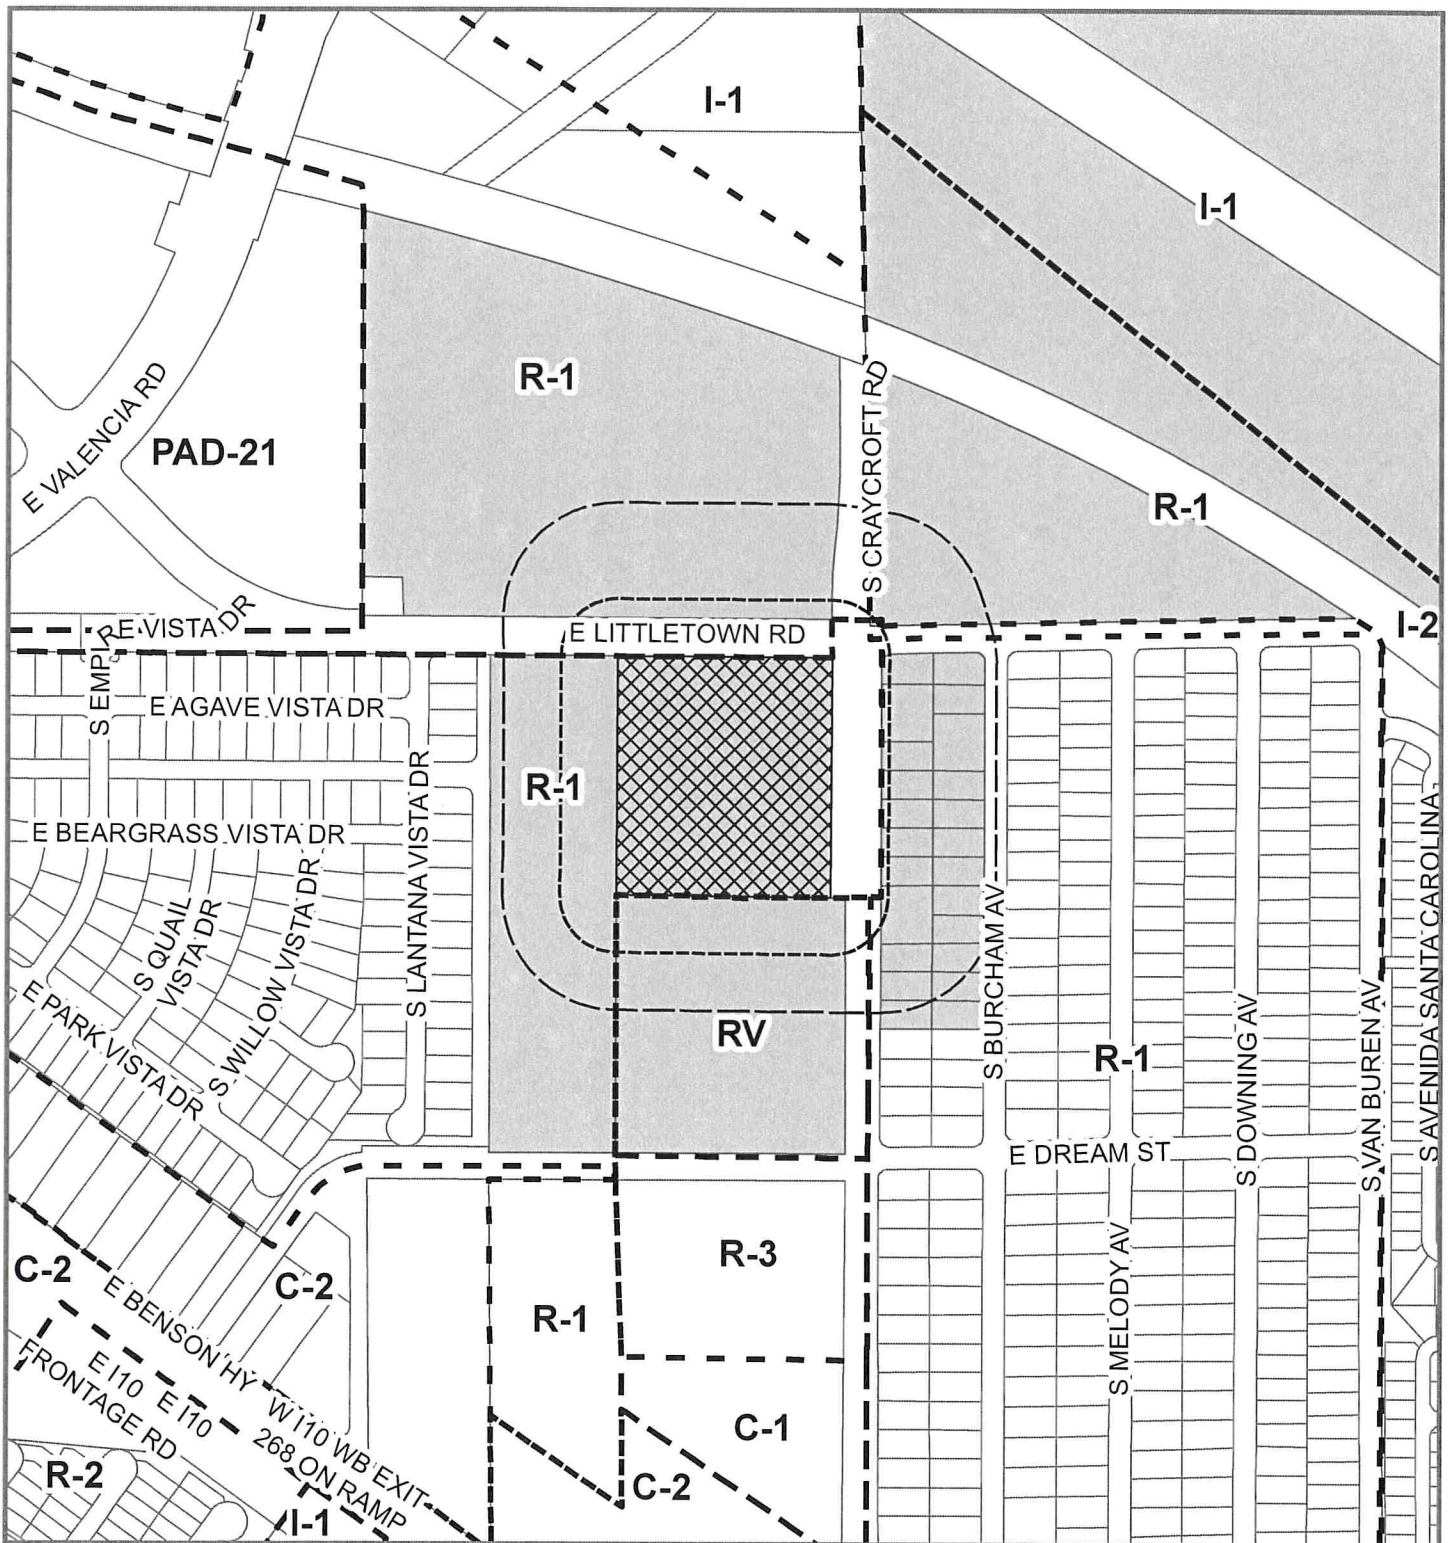 I-1
I-1
R-1
S CRAYCROFT RD
E VALENCIA RD
PAD-21
R-1
E VISTA DR
E LITTLETOWN RD
I-2
S EMPIR
E AGAVE VISTA DR
S LANTANA VISTA DR
R-1
E BEARGRASS VISTA DR
S QUAIL
VISTA DR
S WILLOW VISTA DR
E PARK VISTA DR
S BURCHAM AV
S AVENIDA SANTA CAROLINA
RV
R-1
S DOWNING AV
S VAN BUREN AV
E DREAM ST
C-2
C-2
R-3
S MELODY AV
E BENSON HY
R-1
E I10
E I10
FRONTAGE RD
W I10 WB EXIT
268 ON RAMP
C-1
C-2
R-2
I-1